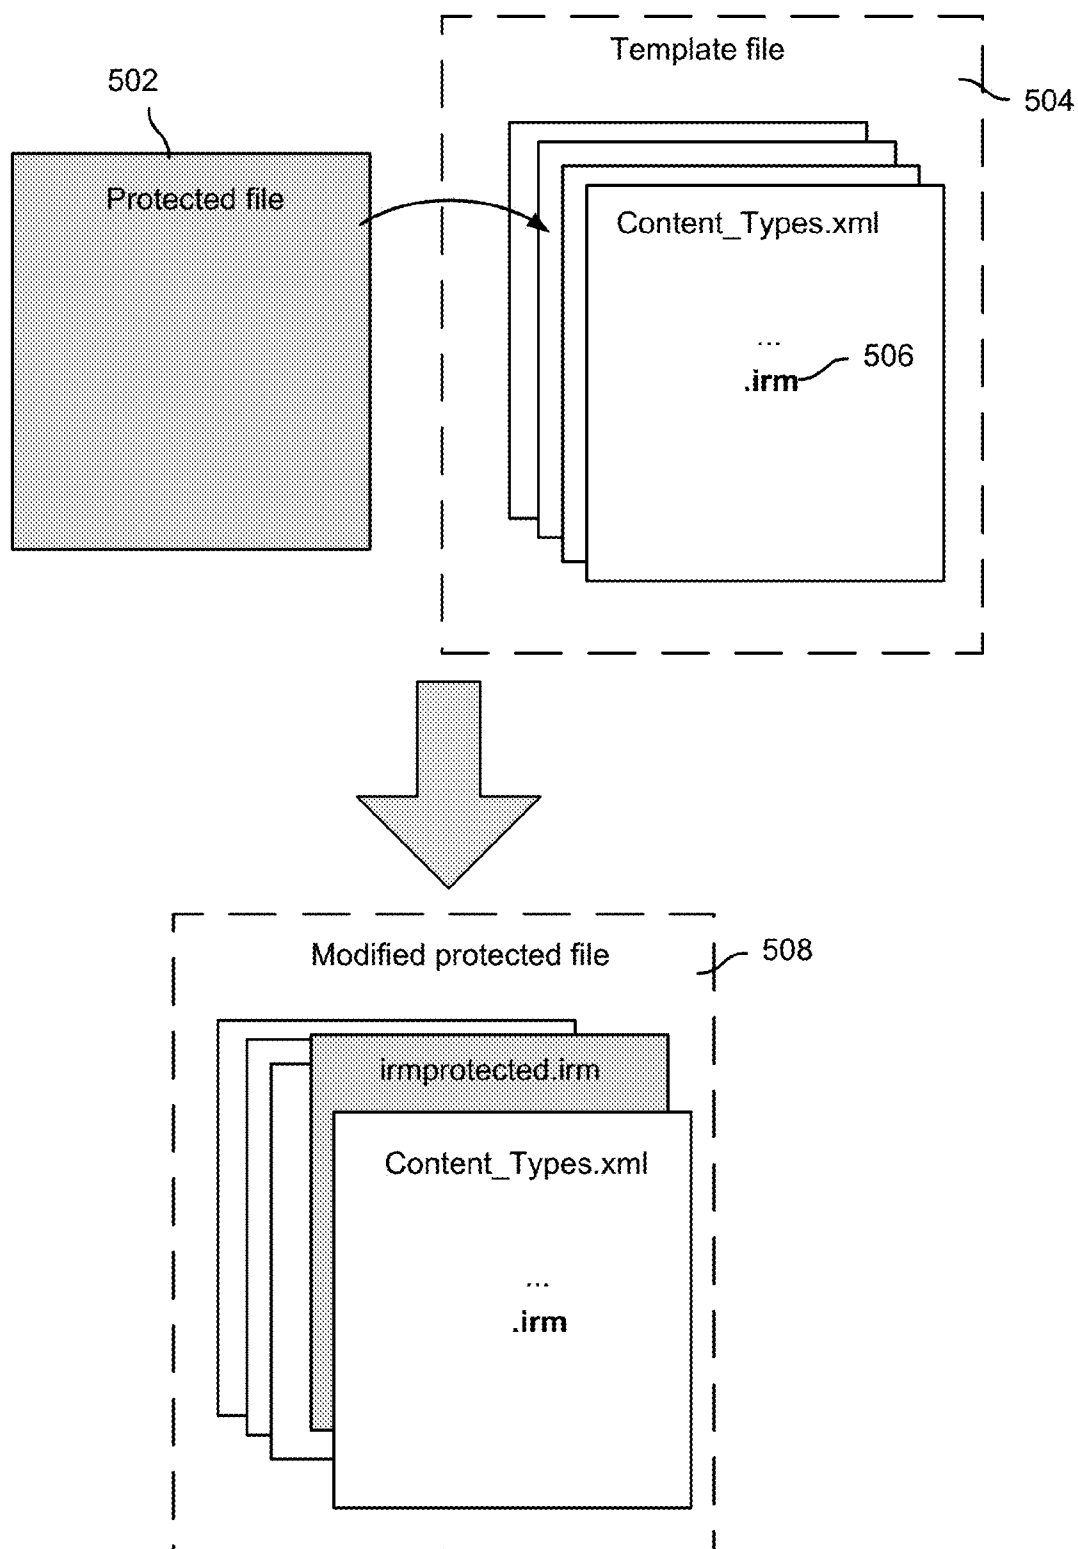 Template file
502
504
Protected file
Content_Types.xml
...
.irm
506
Modified protected file
508
irmprotected.irm
Content_Types.xml
...
.irm